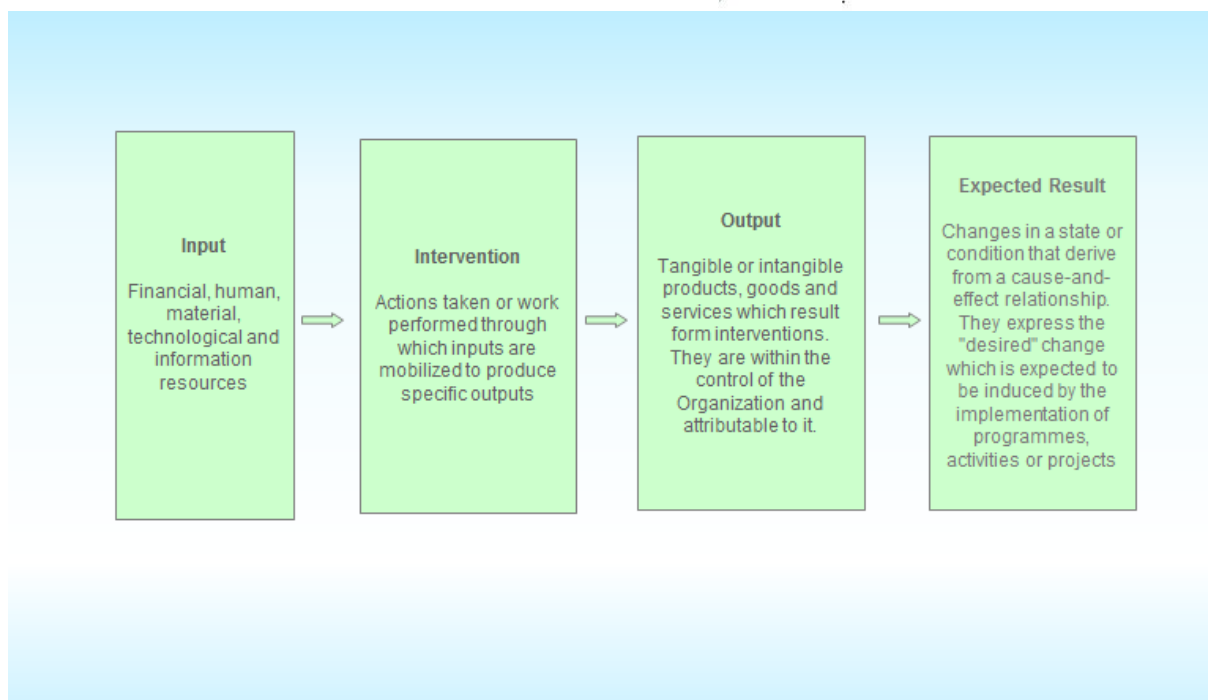 Input
Financial, human,
material,
technological and
information
resources
Intervention
Actions taken or work
performed through
which inputs are
mobilized to produce
specific outputs
Output
Tangible or intangible
products, goods and
services which result
form interventions.
They are within the
control of the
Organization and
attributable to it.
Expected Result
Changes in a state or
condition that derive
from a cause-and-
effect relationship.
They express the
"desired" change
which is expected to
be induced by the
implementation of
programmes,
activities or projects